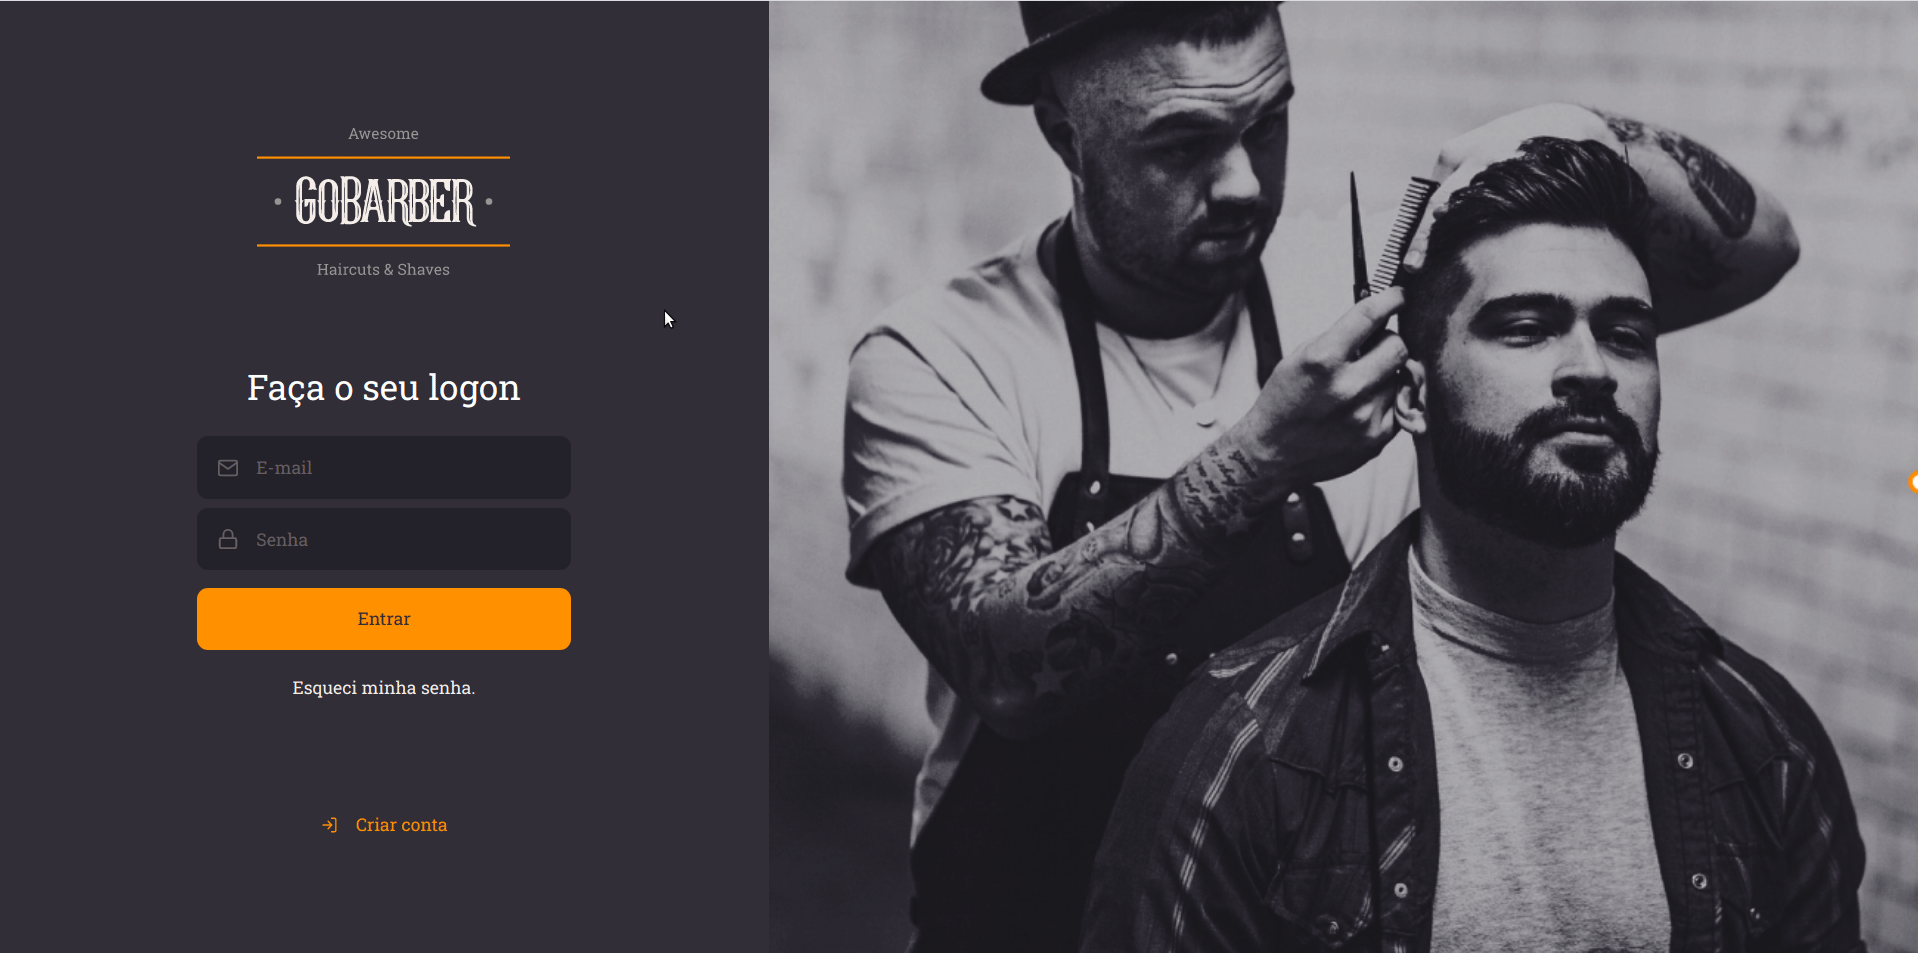 Awesome
GoBarber
Haircuts & Shaves
Faça o seu logon
E-mail
Senha
Entrar
Esqueci minha senha.
Criar conta